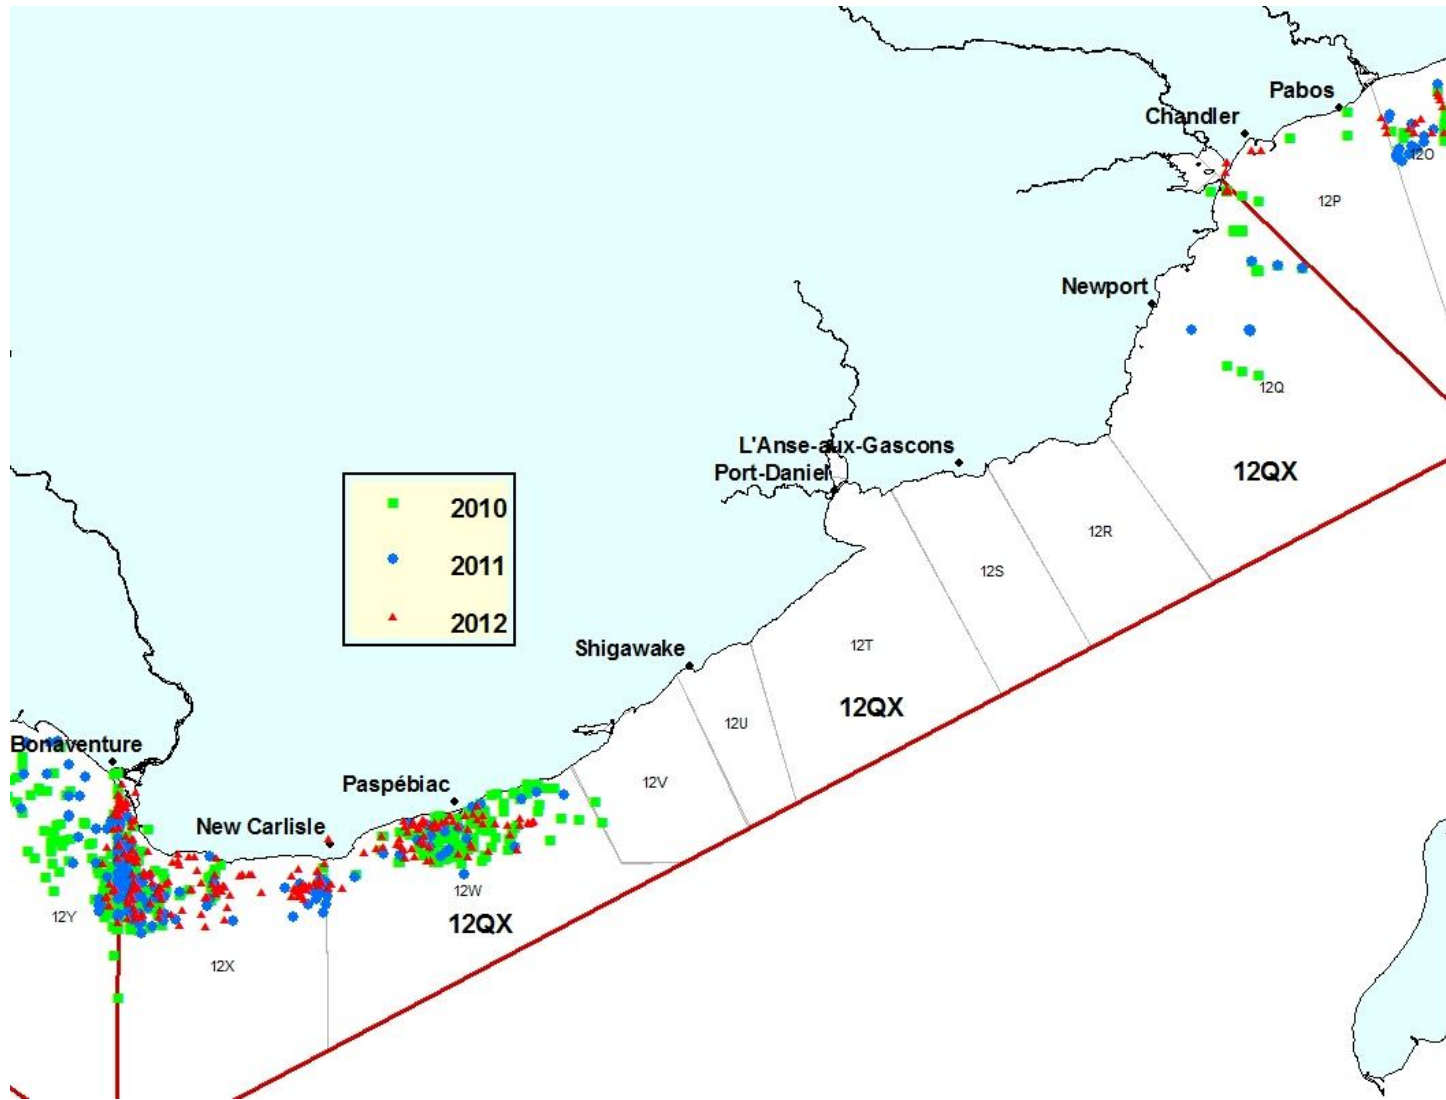 Pabos
Chandler
12O
12P
Newport
12Q
L'Anse-aux-Gascons
Port-Daniel
12QX
2010
2011
2012
12R
12S
12T
Shigawake
12QX
12U
Bonaventure
12V
Paspébiac
New Carlisle
12W
12Y
12QX
12X